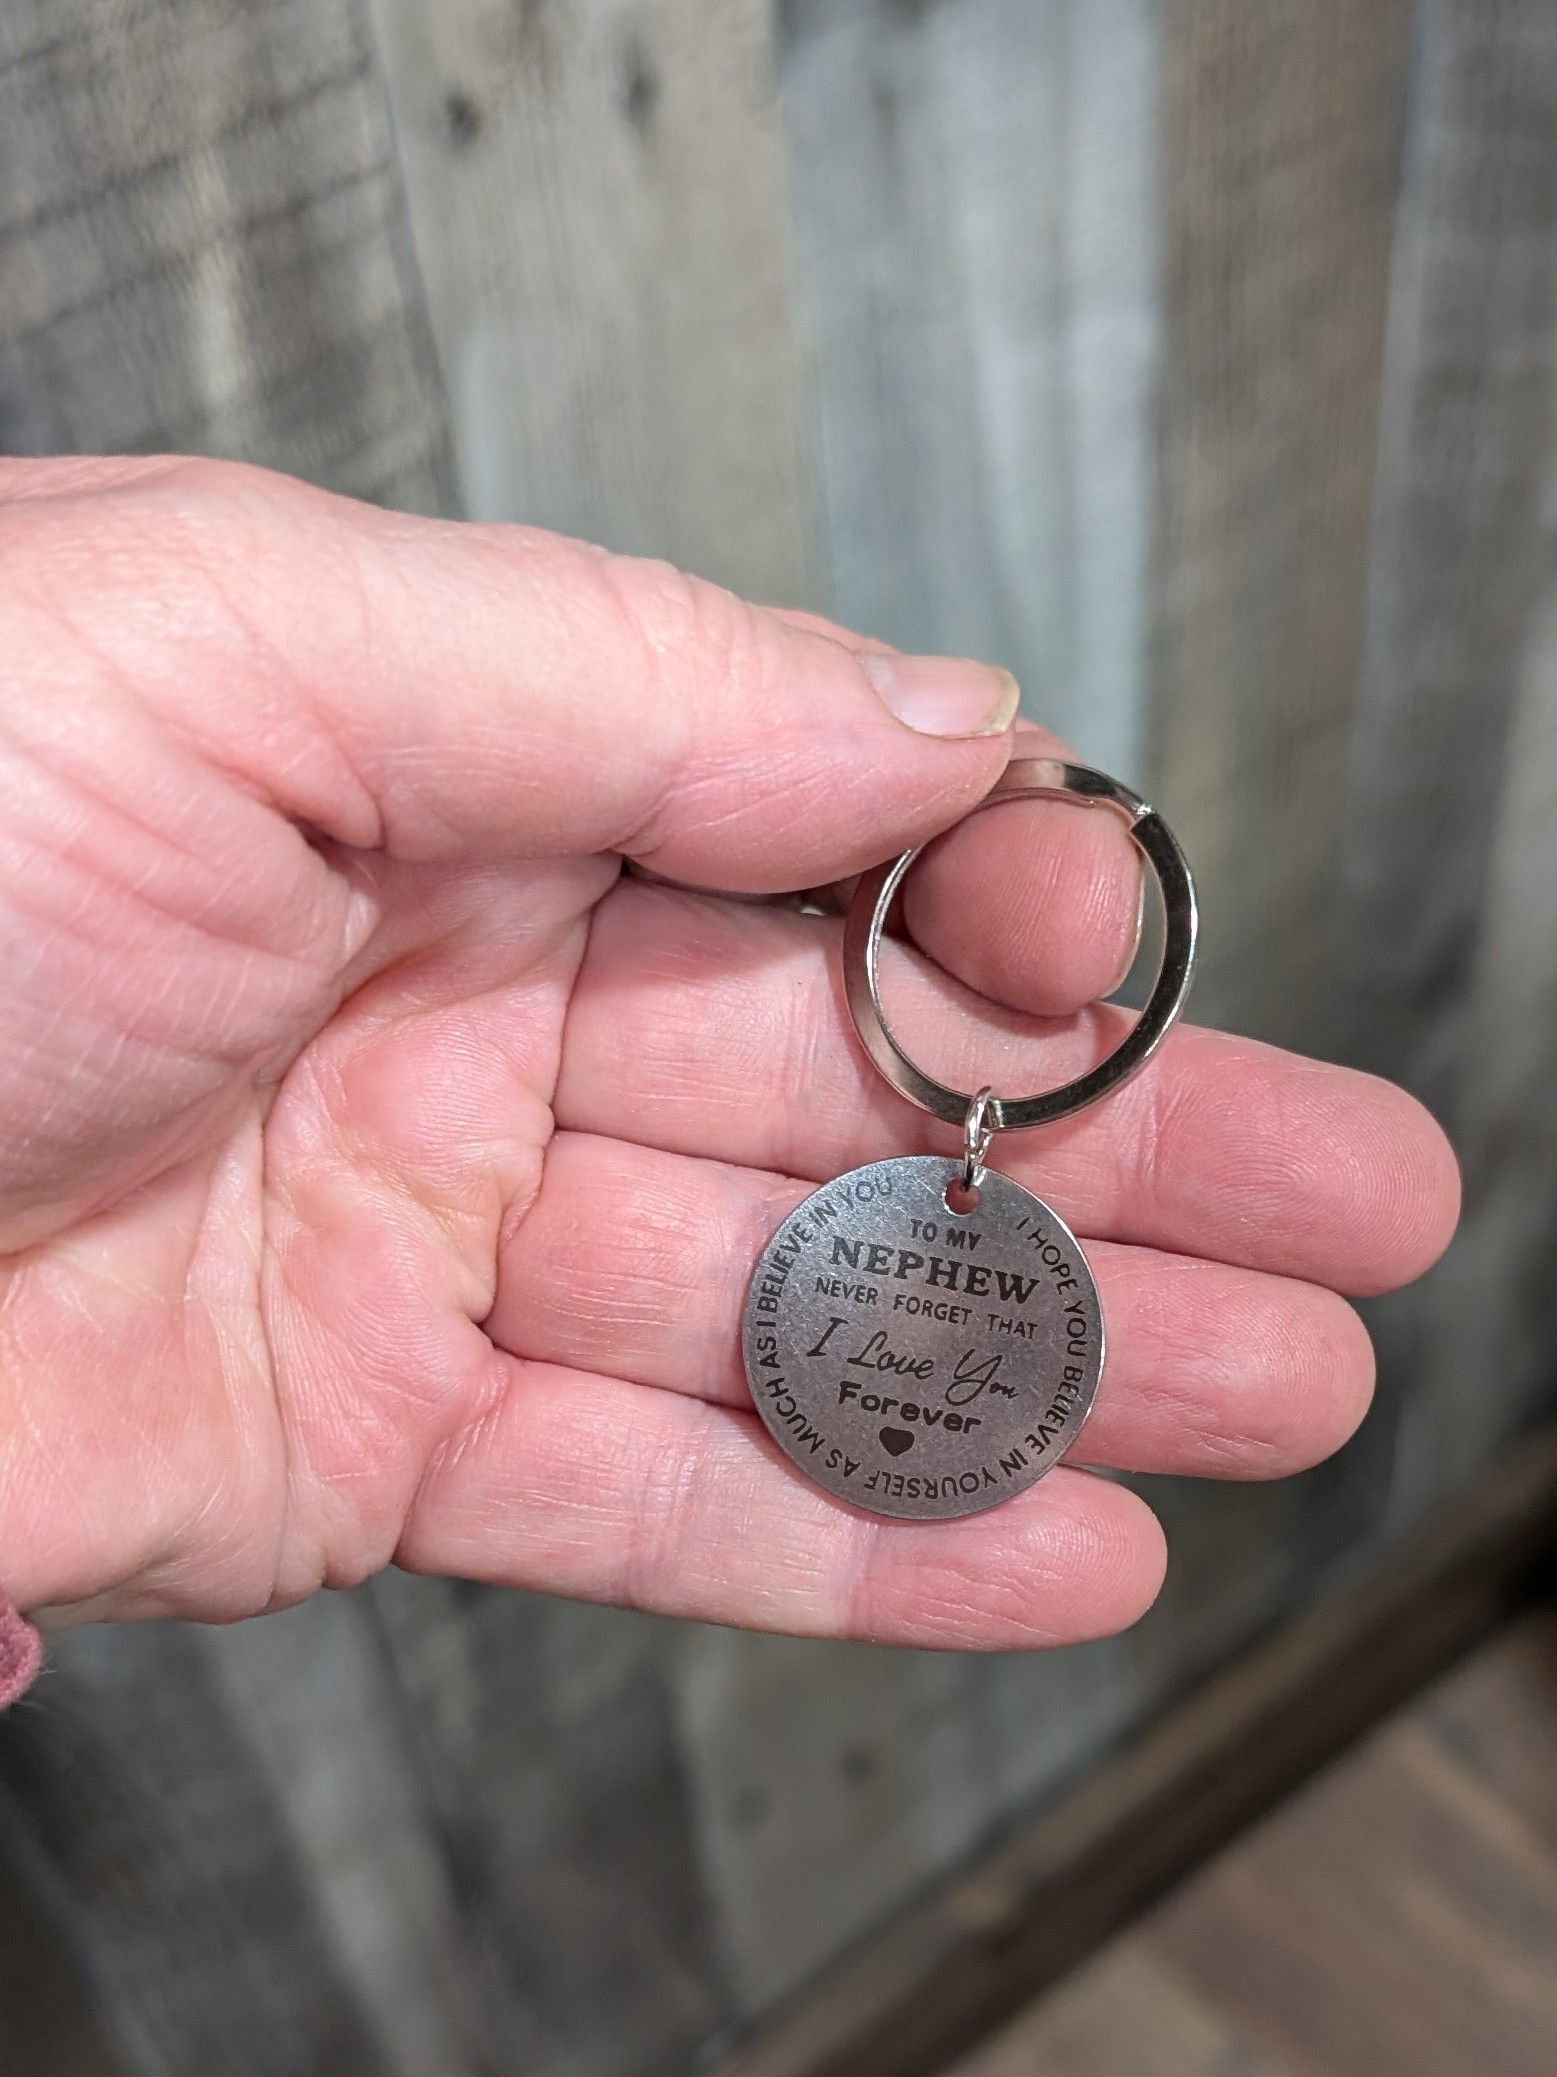 TO MY
NEPHEW
NEVER FORGET THAT
I Love You
Forever
I HOPE YOU BELIEVE IN YOURSELF AS MUCH AS I BELIEVE IN YOU